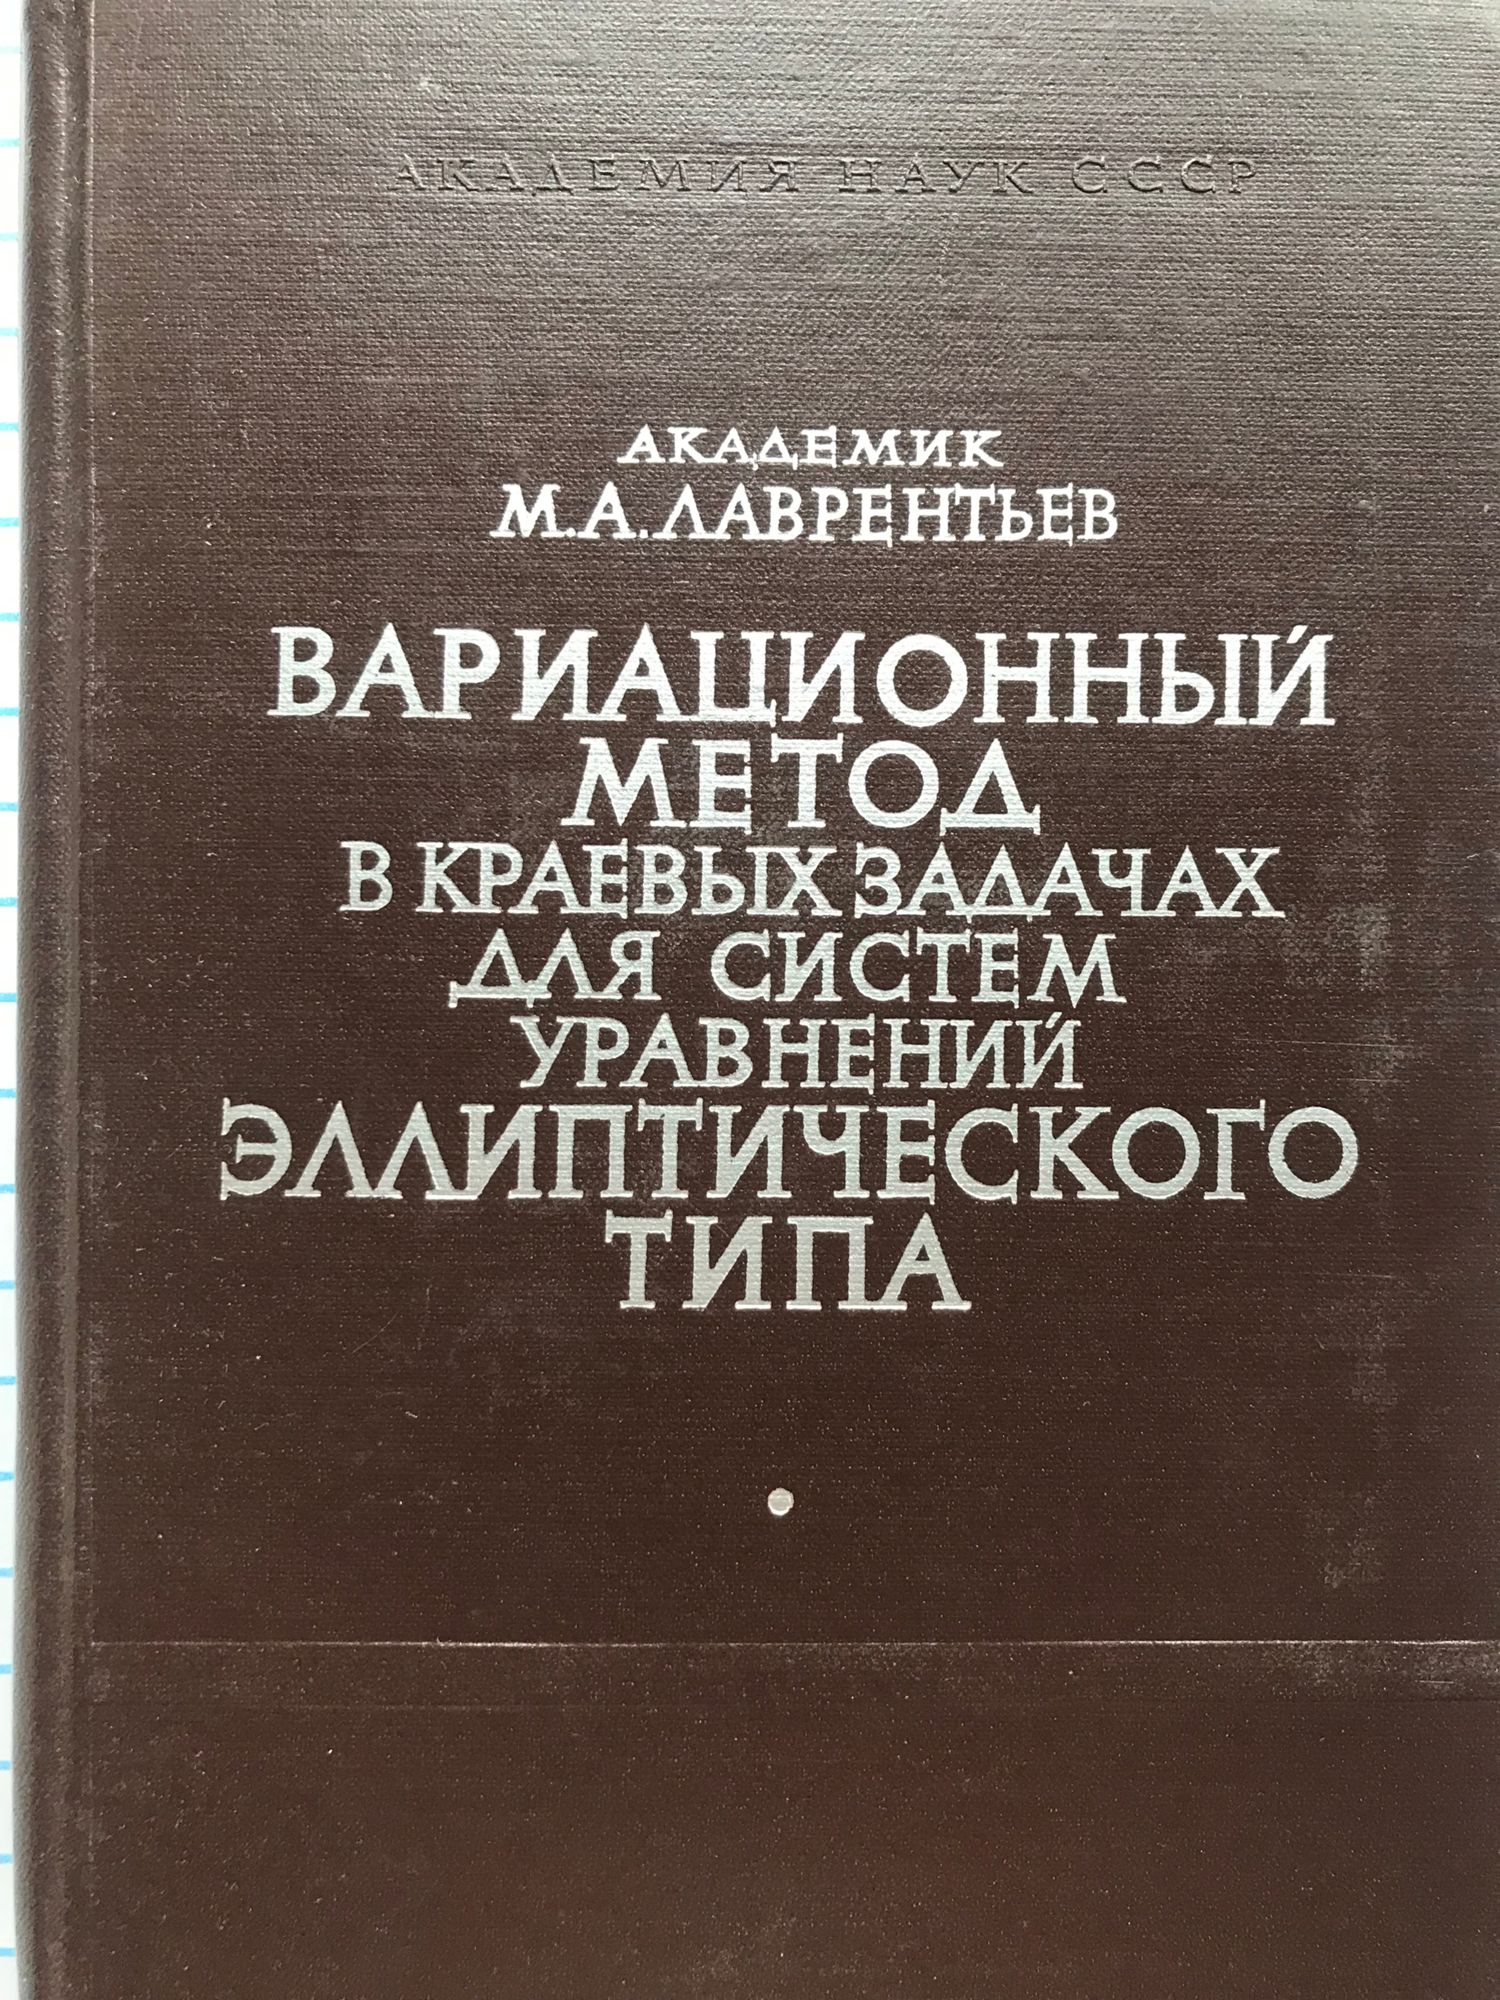 АКАДЕМИЯ НАУК СССР
АКАДЕМИК
М.А.ЛАВРЕНТЬЕВ
ВАРИАЦИОННЫЙ
МЕТОД
В КРАЕВЫХ ЗАДАЧАХ
ДЛЯ СИСТЕМ
УРАВНЕНИЙ
ЭЛЛИПТИЧЕСКОГО
ТИПА